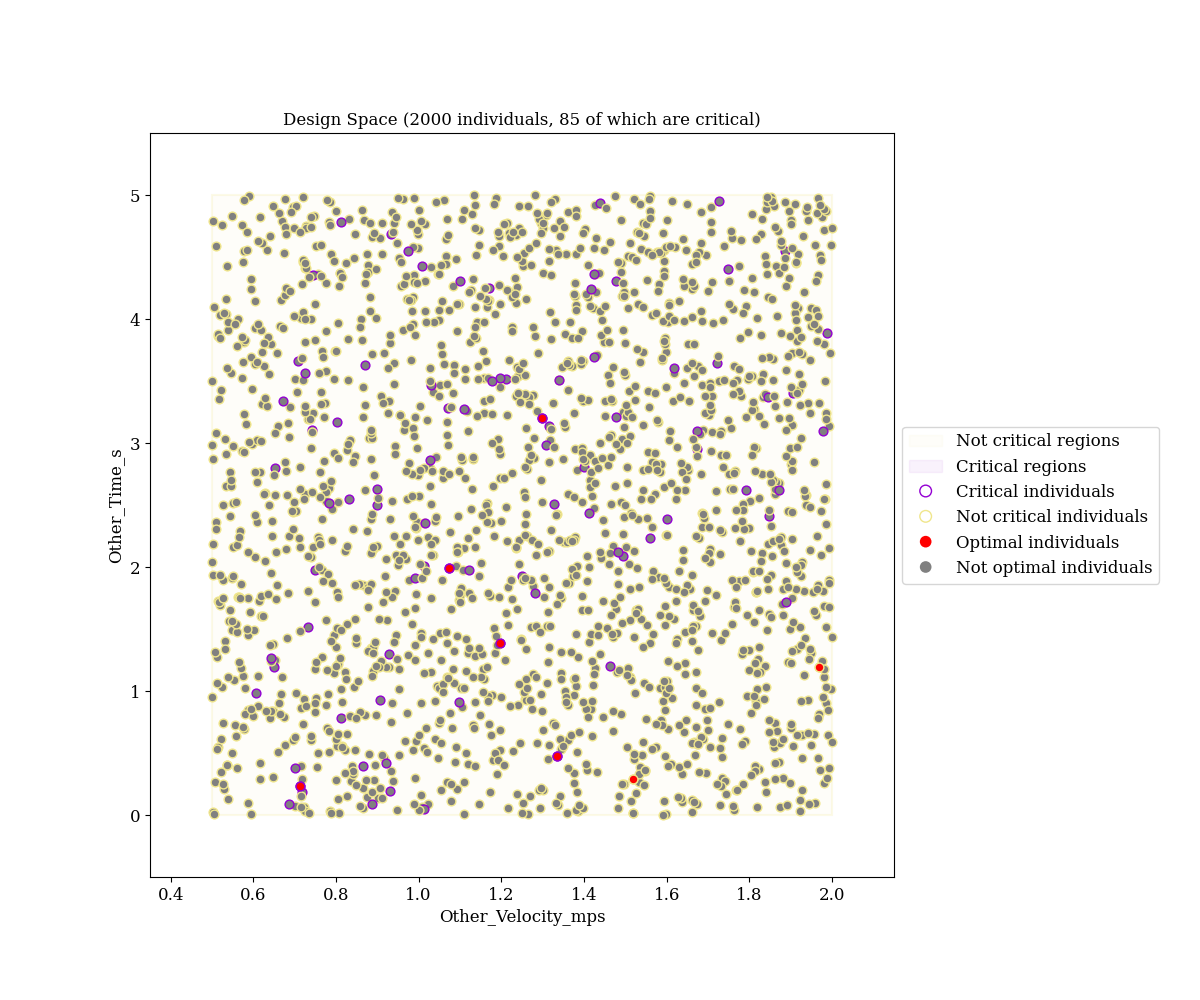 Design Space (2000 individuals, 85 of which are critical)
5
4
3
2
1
0
Other_Time_s
0.4 0.6 0.8 1.0 1.2 1.4 1.6 1.8 2.0
Other_Velocity_mps
Not critical regions
Critical regions
Critical individuals
Not critical individuals
Optimal individuals
Not optimal individuals